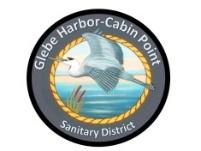 Glebe Harbor-Cabin Point
Sanitary District